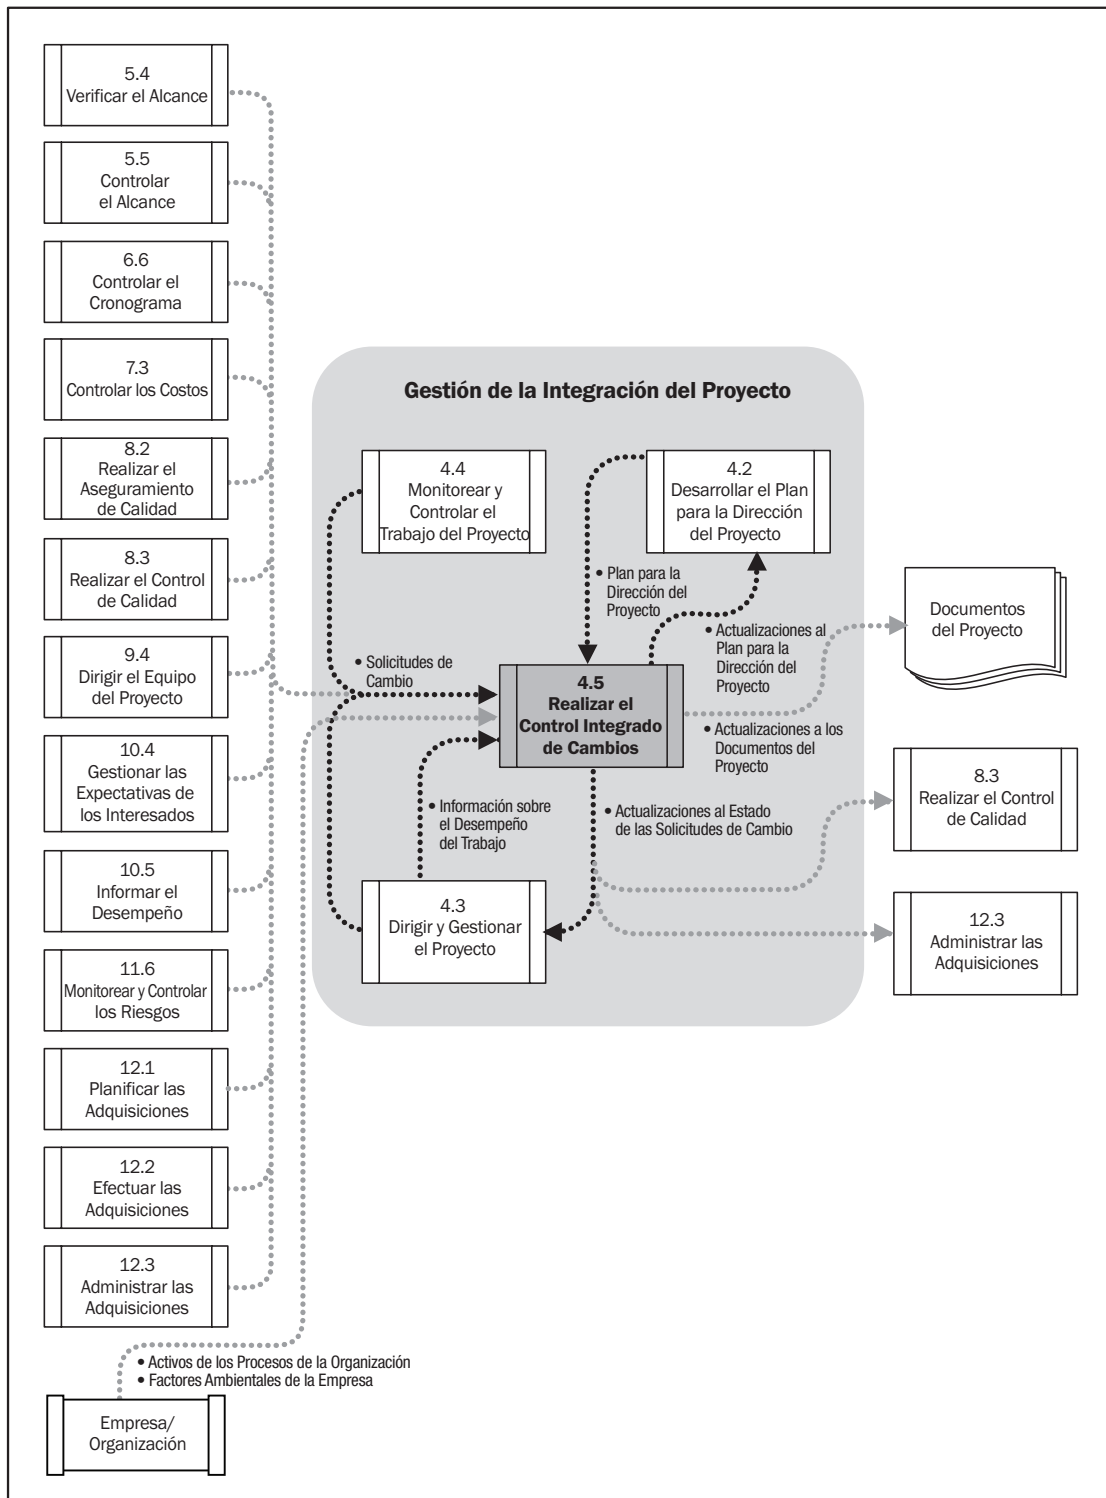 5.4
Verificar el Alcance
5.5
Controlar
el Alcance
6.6
Controlar el
Cronograma
7.3
Controlar los Costos
8.2
Realizar el
Aseguramiento
de Calidad
8.3
Realizar el Control
de Calidad
9.4
Dirigir el Equipo
del Proyecto
10.4
Gestionar las
Expectativas de
los Interesados
10.5
Informar el
Desempeño
11.6
Monitorear y Controlar
los Riesgos
12.1
Planificar las
Adquisiciones
12.2
Efectuar las
Adquisiciones
12.3
Administrar las
Adquisiciones
• Activos de los Procesos de la Organización
• Factores Ambientales de la Empresa
Empresa/
Organización
Gestión de la Integración del Proyecto
4.4
Monitorear y
Controlar el
Trabajo del Proyecto
4.2
Desarrollar el Plan
para la Dirección
del Proyecto
• Plan para la
Dirección del
Proyecto
• Actualizaciones al
Plan para la
Dirección del
Proyecto
• Solicitudes de
Cambio
4.5
Realizar el
Control Integrado
de Cambios
• Actualizaciones a los
Documentos del
Proyecto
• Información sobre
el Desempeño
del Trabajo
• Actualizaciones al Estado
de las Solicitudes de Cambio
4.3
Dirigir y Gestionar
el Proyecto
Documentos
del Proyecto
8.3
Realizar el Control
de Calidad
12.3
Administrar las
Adquisiciones